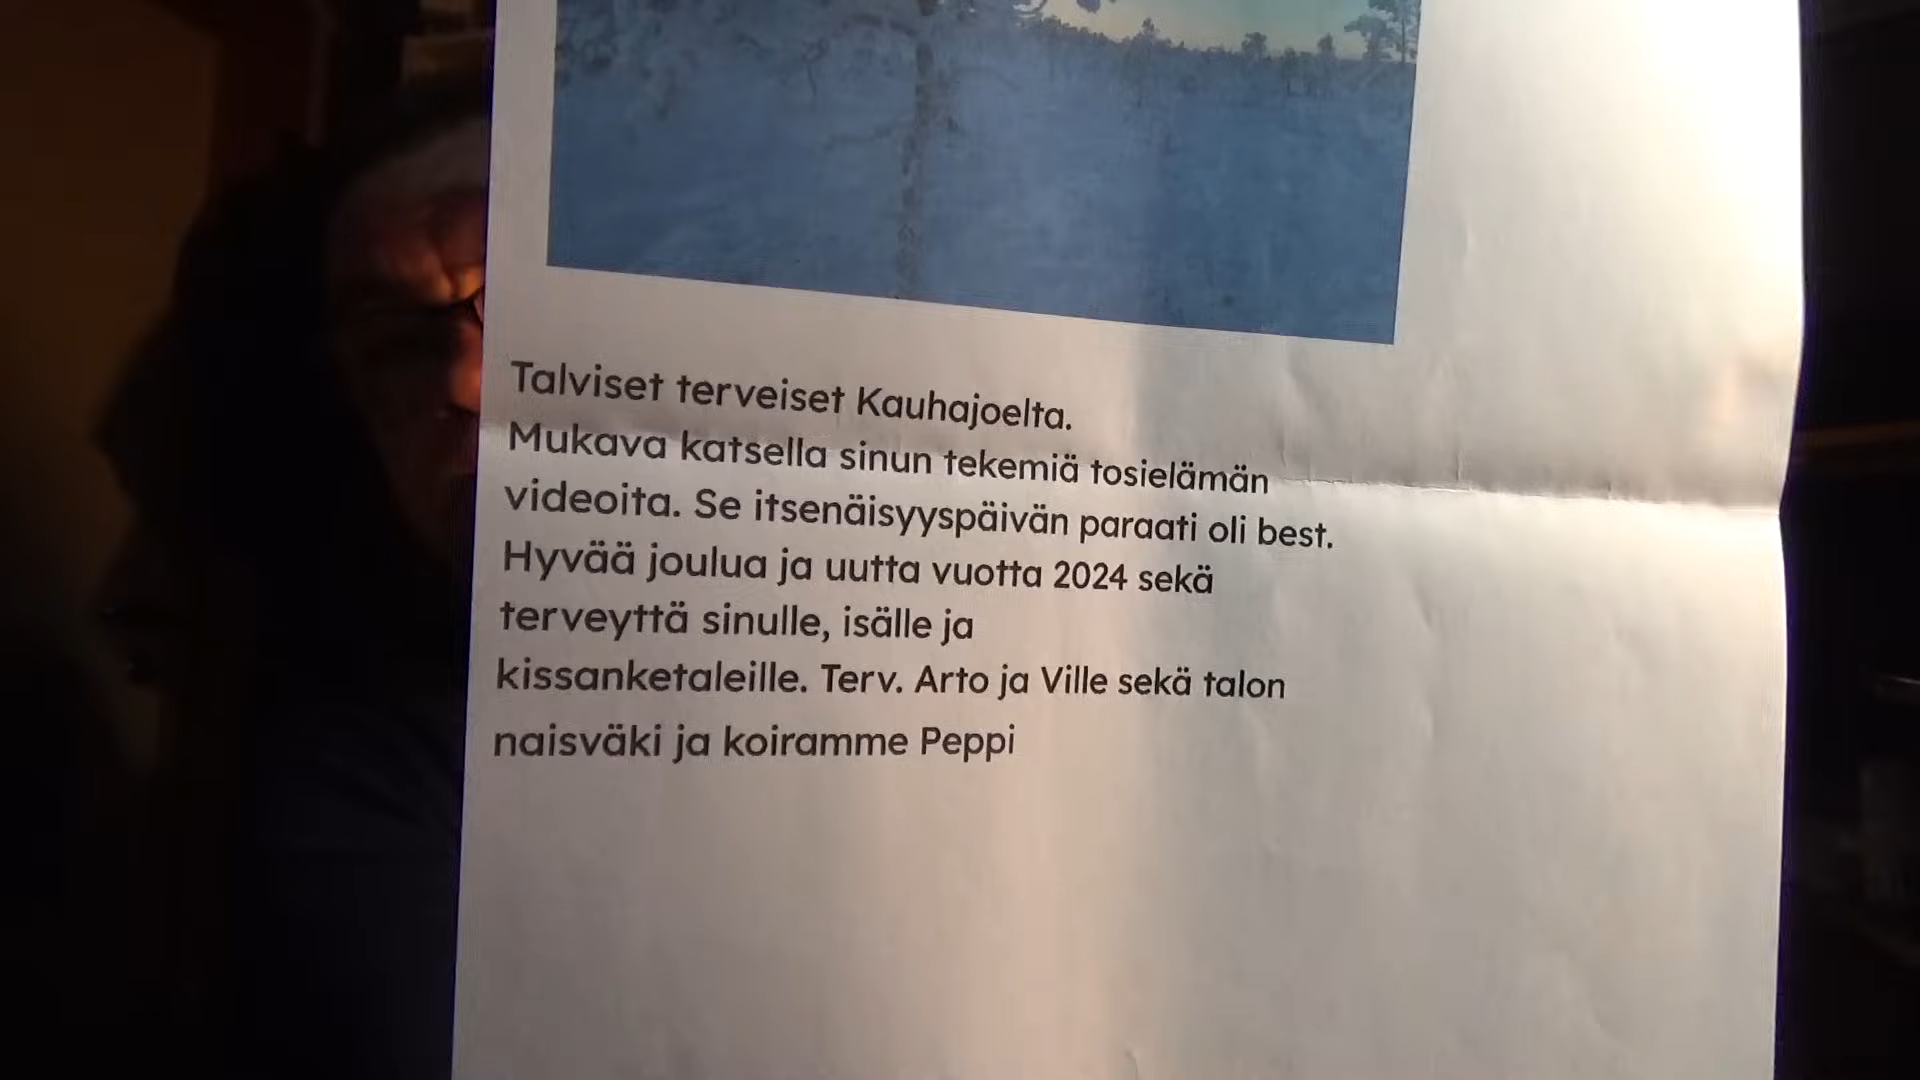 Talviset terveiset Kauhajoelta.
Mukava katsella sinun tekemiä tosielämän
videoita. Se itsenäisyyspäivän paraati oli best.
Hyvää joulua ja uutta vuotta 2024 sekä
terveyttä sinulle, isälle ja
kissanketaleille. Terv. Arto ja Ville sekä talon
naisväki ja koiramme Peppi